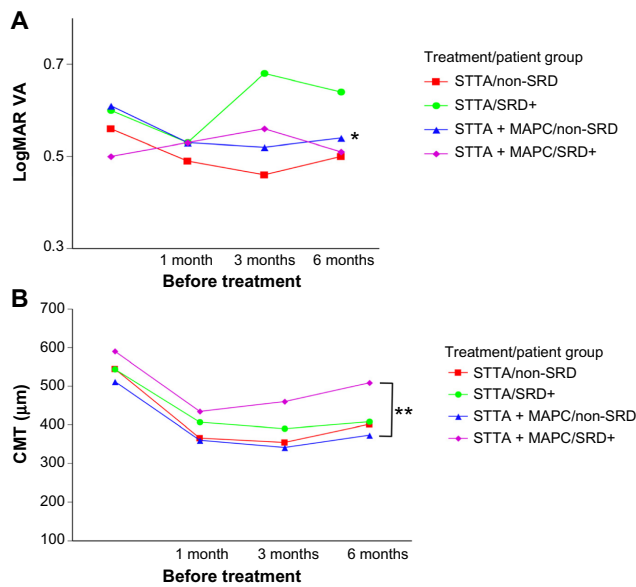 A
LogMAR VA
0.7
0.5
0.3
1 month 3 months 6 months
Before treatment
*
Treatment/patient group
STTA/non-SRD
STTA/SRD+
STTA + MAPC/non-SRD
STTA + MAPC/SRD+
B
CMT (μm)
700
600
500
400
300
200
100
1 month 3 months 6 months
Before treatment
**
Treatment/patient group
STTA/non-SRD
STTA/SRD+
STTA + MAPC/non-SRD
STTA + MAPC/SRD+